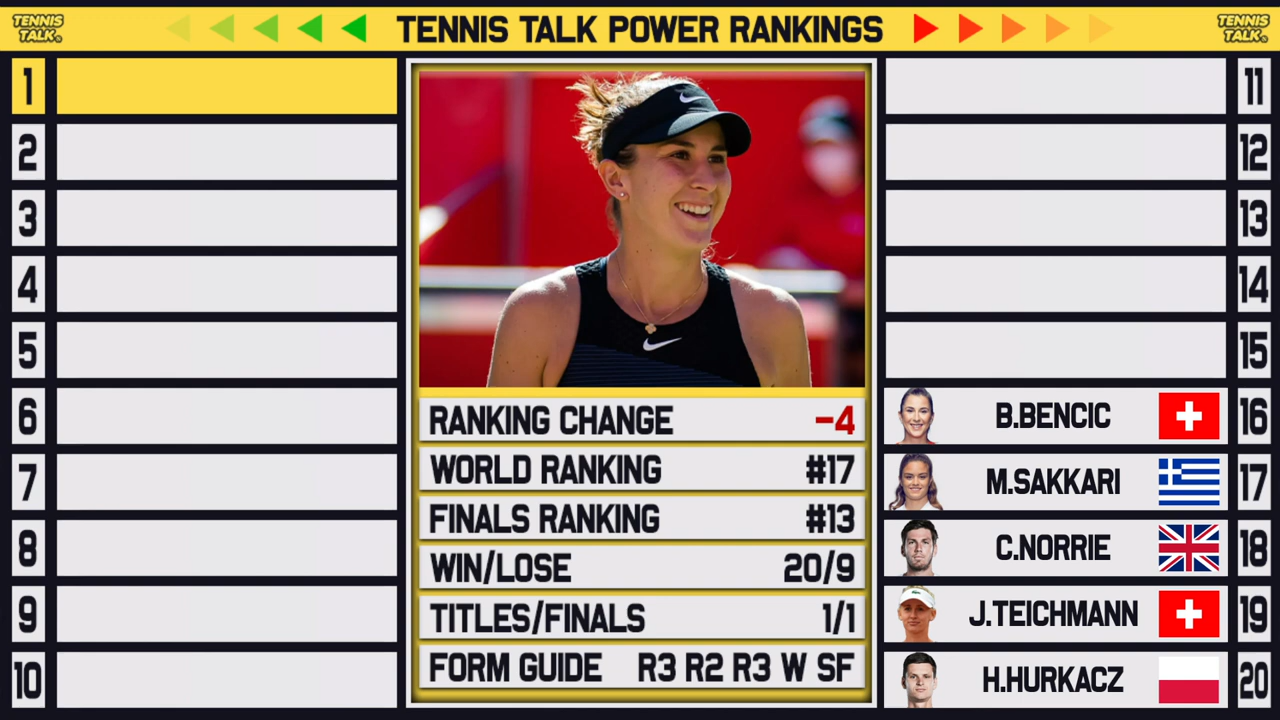 TENNIS TALK.
TENNIS TALK POWER RANKINGS
TENNIS TALK.
1
2
3
4
5
6
7
8
9
10
RANKING CHANGE -4
WORLD RANKING #17
FINALS RANKING #13
WIN/LOSE 20/9
TITLES/FINALS 1/1
FORM GUIDE R3 R2 R3 W SF
11
12
13
14
15
B.BENCIC 16
M.SAKKARI 17
C.NORRIE 18
J.TEICHMANN 19
H.HURKACZ 20